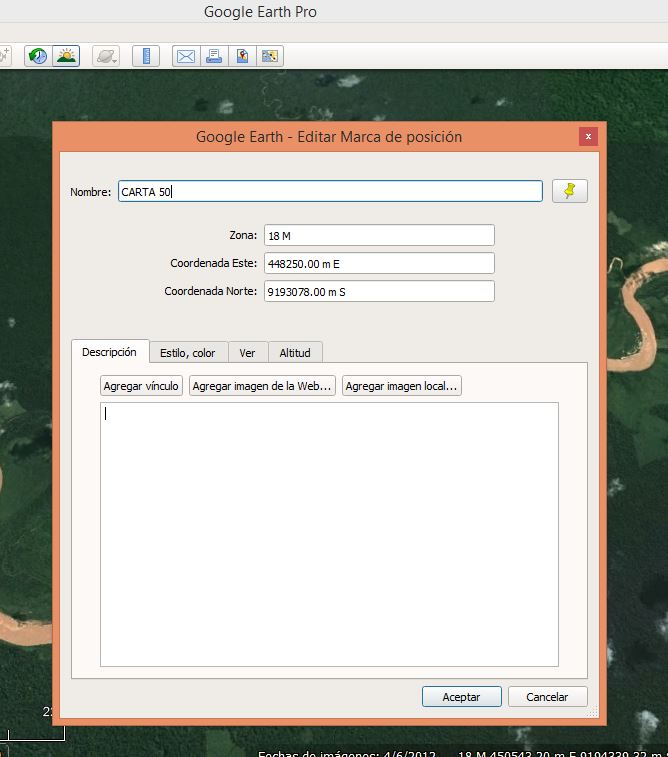 Google Earth Pro
Google Earth - Editar Marca de posición
x
Nombre: CARTA 50
Zona: 18 M
Coordenada Este: 448250.00 m E
Coordenada Norte: 9193078.00 m S
Descripción Estilo, color Ver Altitud
Agregar vínculo Agregar imagen de la Web... Agregar imagen local...
Aceptar Cancelar
Fechas de imágenes: 4/6/2012 18 M 450543.20 m E 9194339.32 m